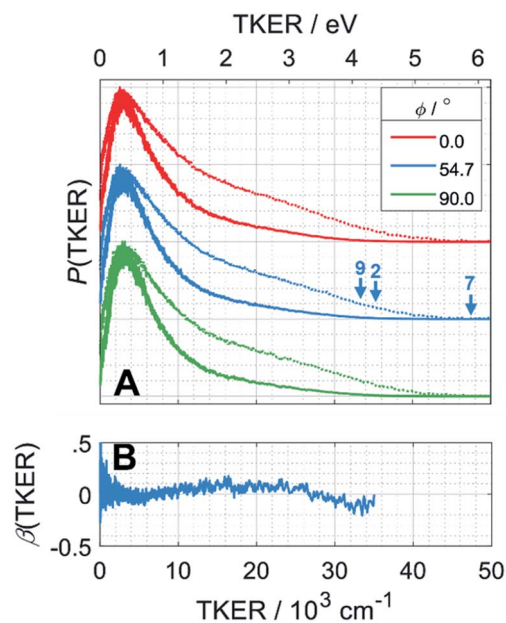 TKER / eV
0 1 2 3 4 5 6
P(TKER)
ϕ / °
0.0
54.7
90.0
9 2 7
A
B
β(TKER)
.5
0
-0.5
0 10 20 30 40 50
TKER / 10³ cm⁻¹